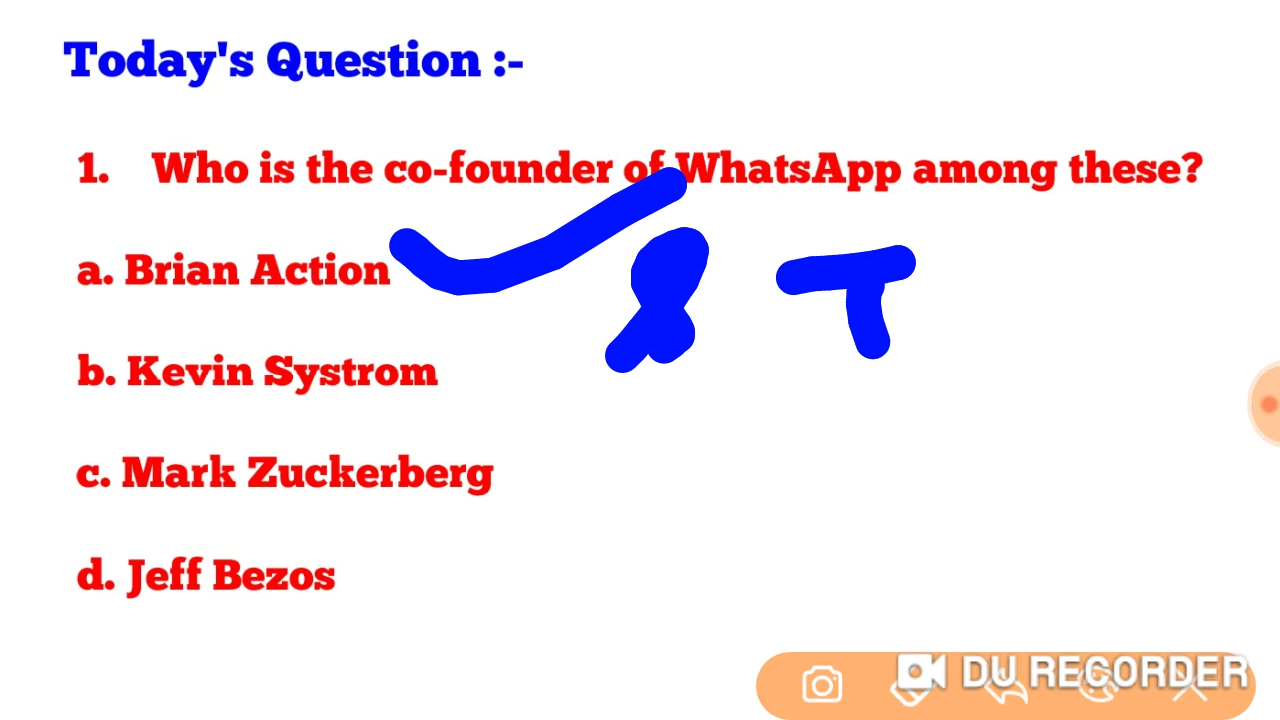 Today's Question :-
1. Who is the co-founder of WhatsApp among these?
a. Brian Action
b. Kevin Systrom
c. Mark Zuckerberg
d. Jeff Bezos
DU RECORDER